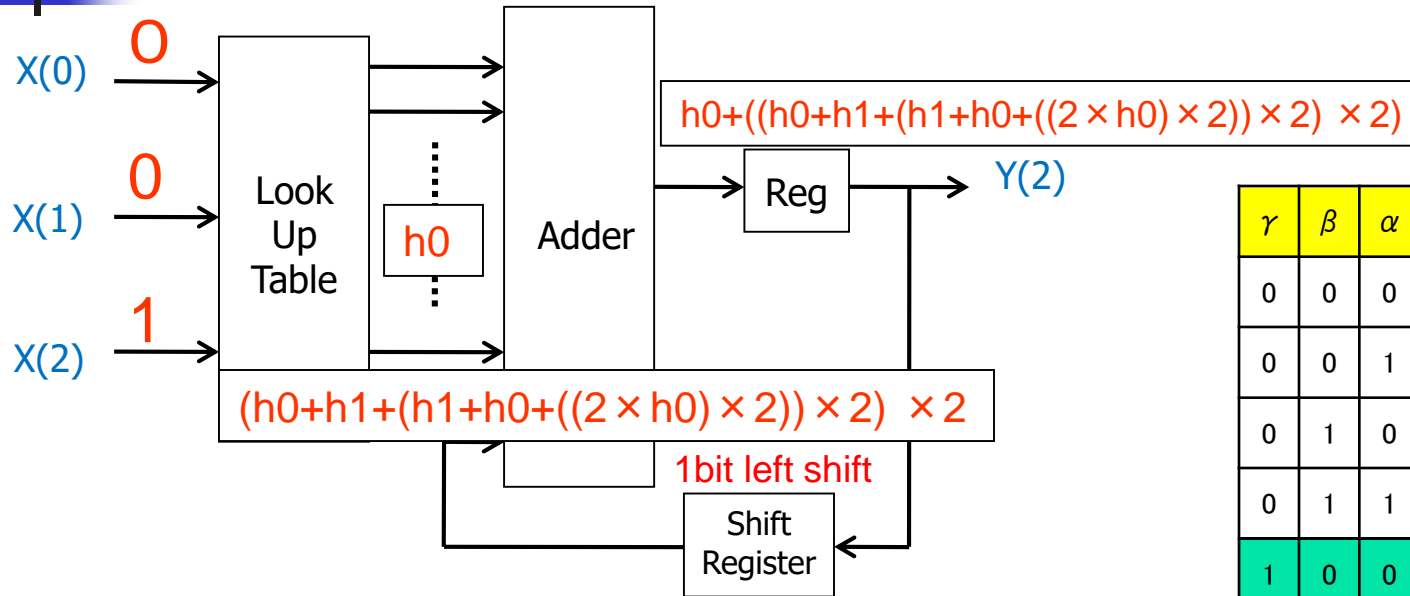 X(0)
0
X(1)
0
X(2)
1
Look
Up
Table
h0
Adder
h0+((h0+h1+(h1+h0+((2×h0)×2))×2) ×2)
Reg
Y(2)
(h0+h1+(h1+h0+((2×h0)×2))×2) ×2
1bit left shift
Shift
Register
γ β α
0 0 0
0 0 1
0 1 0
0 1 1
1 0 0